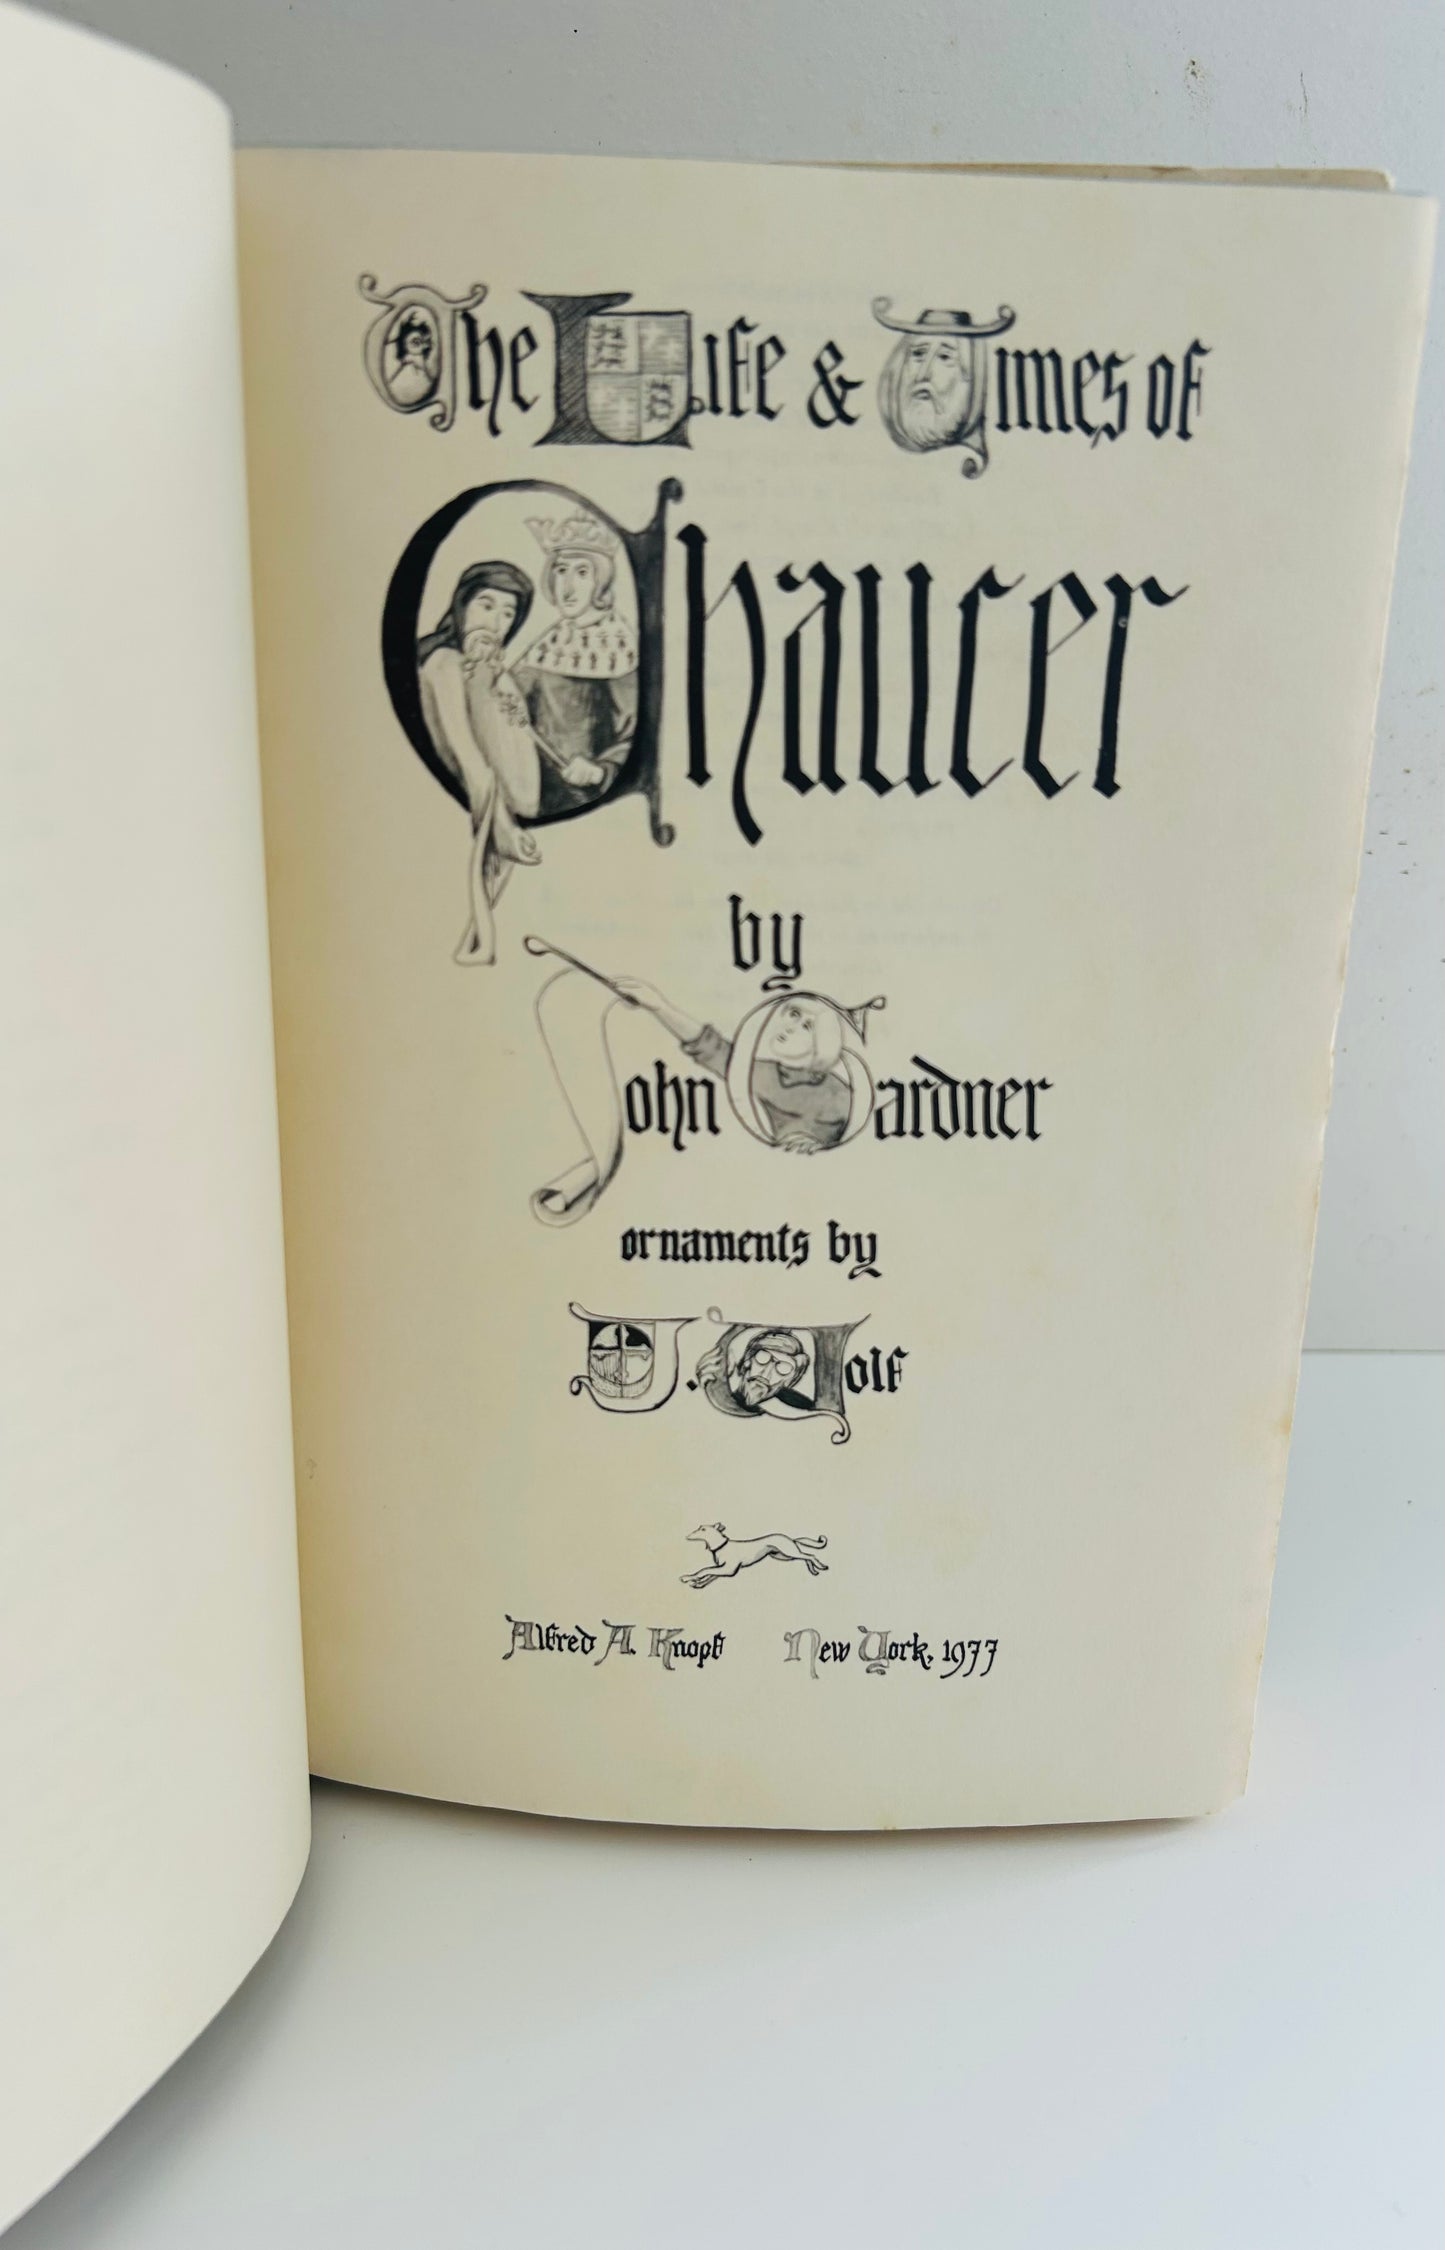 The Life & Times of
Chaucer
by
John Gardner
ornaments by
J. Wolf
Alfred A. Knopf New York, 1977